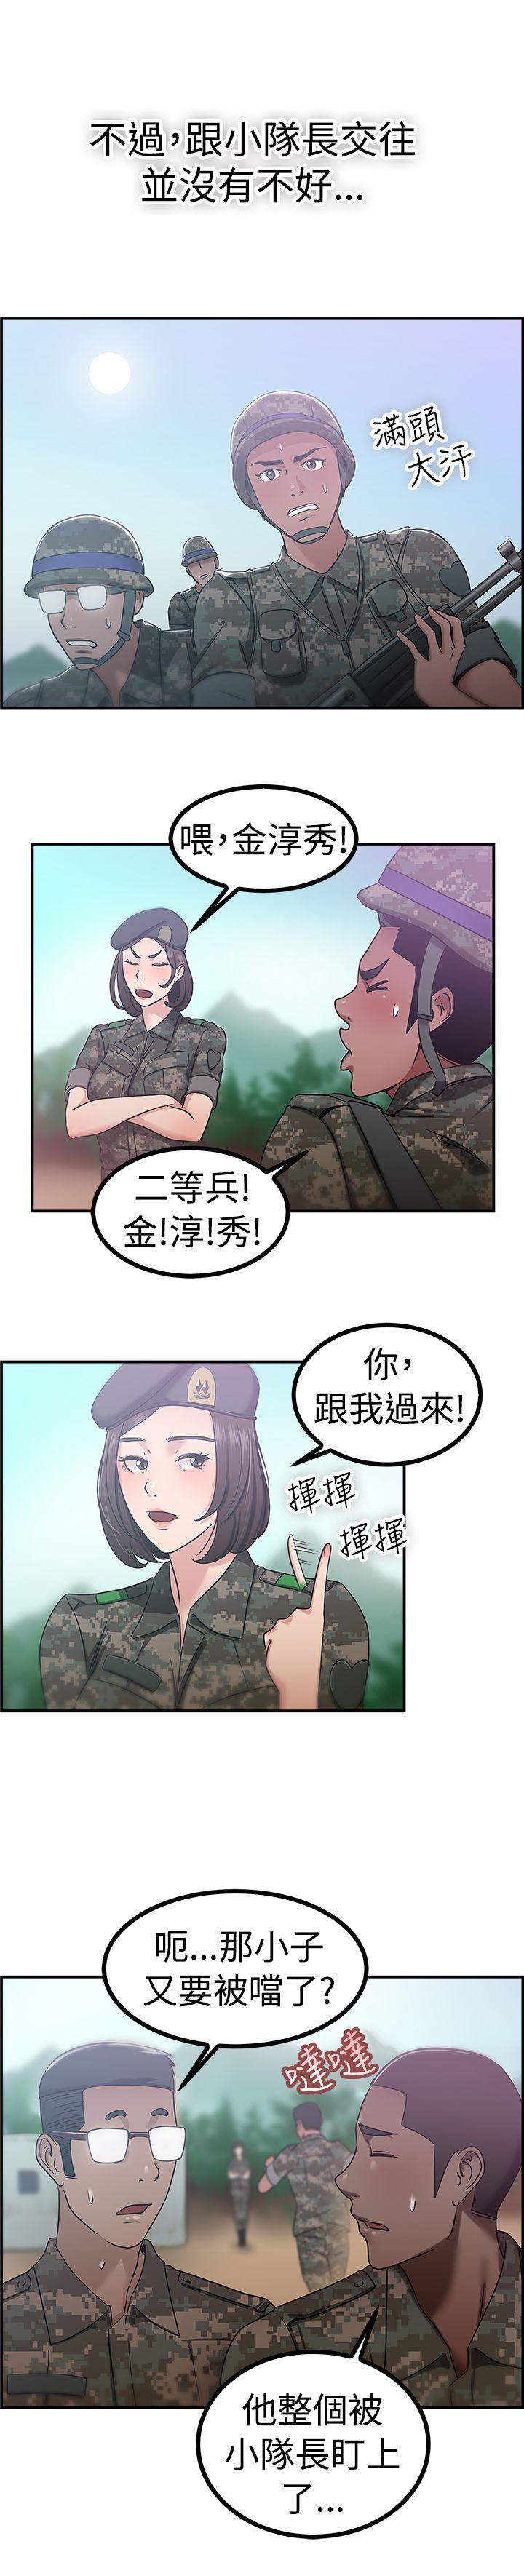 不過,跟小隊長交往
並沒有不好...
滿頭
大汗
喂,金淳秀!
二等兵!
金!淳!秀!
你,
跟我過來!
揮揮
揮揮
呃...那小子
又要被噹了?
噠噠
他整個被
小隊長盯上
了...